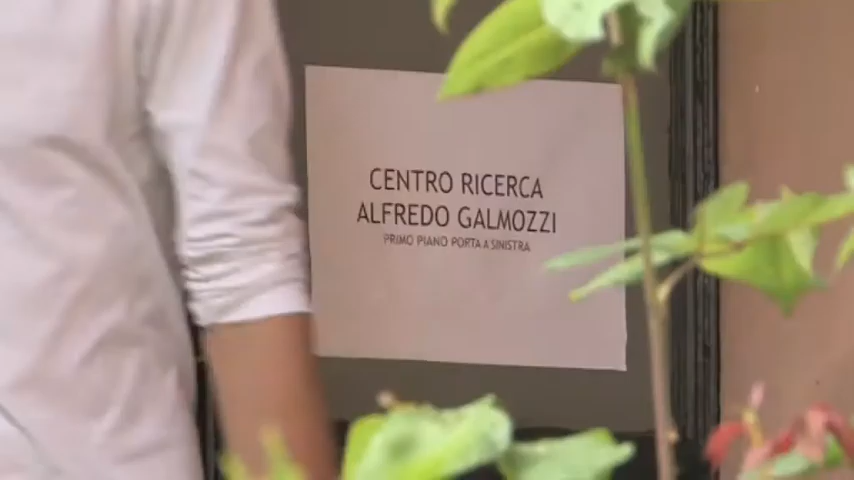 CENTRO RICERCA
ALFREDO GALMOZZI
PRIMO PIANO PORTA A SINISTRA